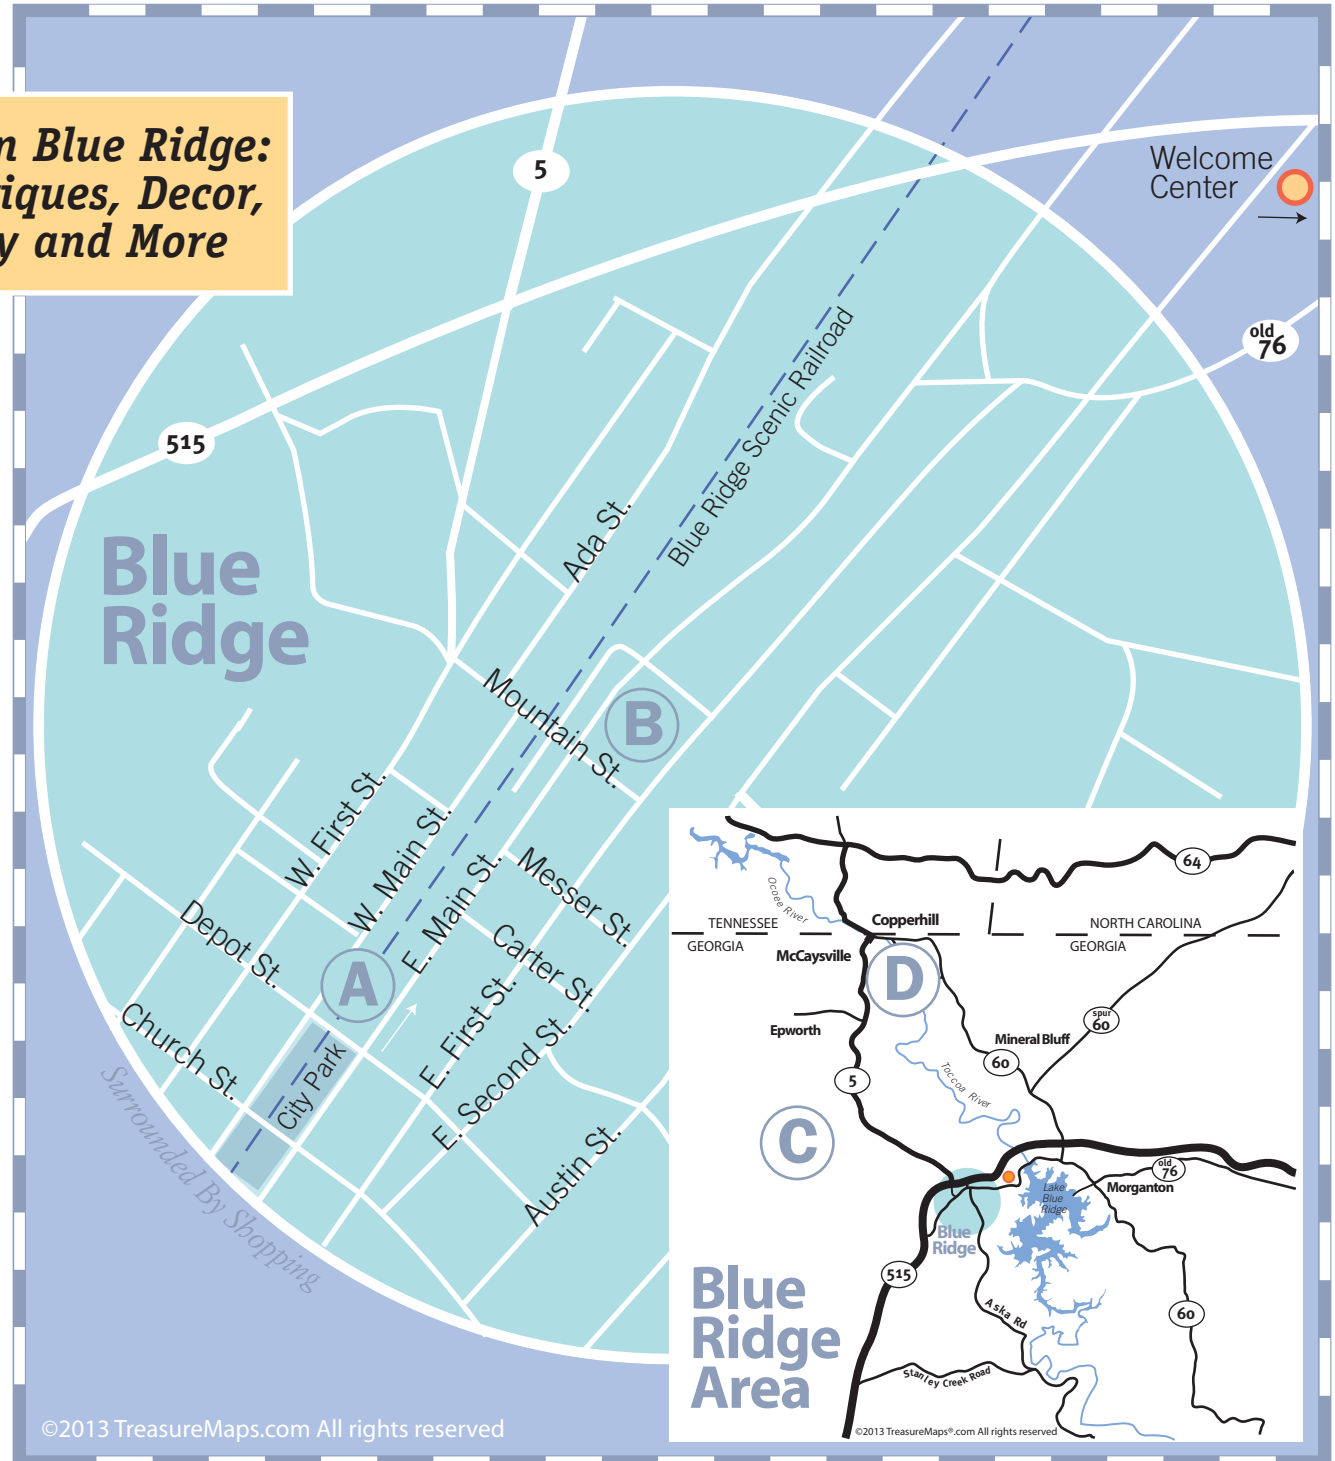 n Blue Ridge:
iques, Decor,
y and More
5
Welcome
Center
old
76
515
Blue Ridge Scenic Railroad
Ada St.
Blue
Ridge
Mountain St.
B
W. First St.
W. Main St.
E. Main St.
Messer St.
Carter St.
Depot St.
A
Church St.
City Park
E. First St.
E. Second St.
Austin St.
Surrounded By Shopping
©2013 TreasureMaps.com All rights reserved
64
Ocoee River
TENNESSEE
Copperhill
NORTH CAROLINA
GEORGIA
GEORGIA
McCaysville
D
Epworth
spur
60
Mineral Bluff
60
5
Toccoa River
C
old
76
Morganton
Lake
Blue
Ridge
Blue
Ridge
515
60
Aska Rd
Stanley Creek Road
Blue
Ridge
Area
©2013 TreasureMaps®.com All rights reserved